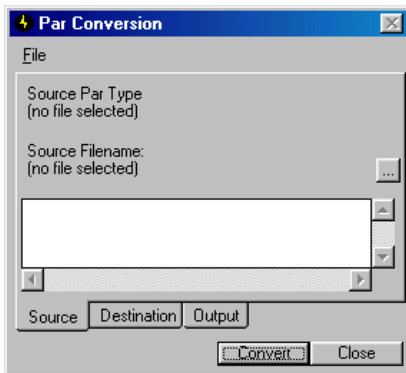 Par Conversion
File
Source Par Type
(no file selected)
Source Filename:
(no file selected)
...
Source Destination Output
Convert Close